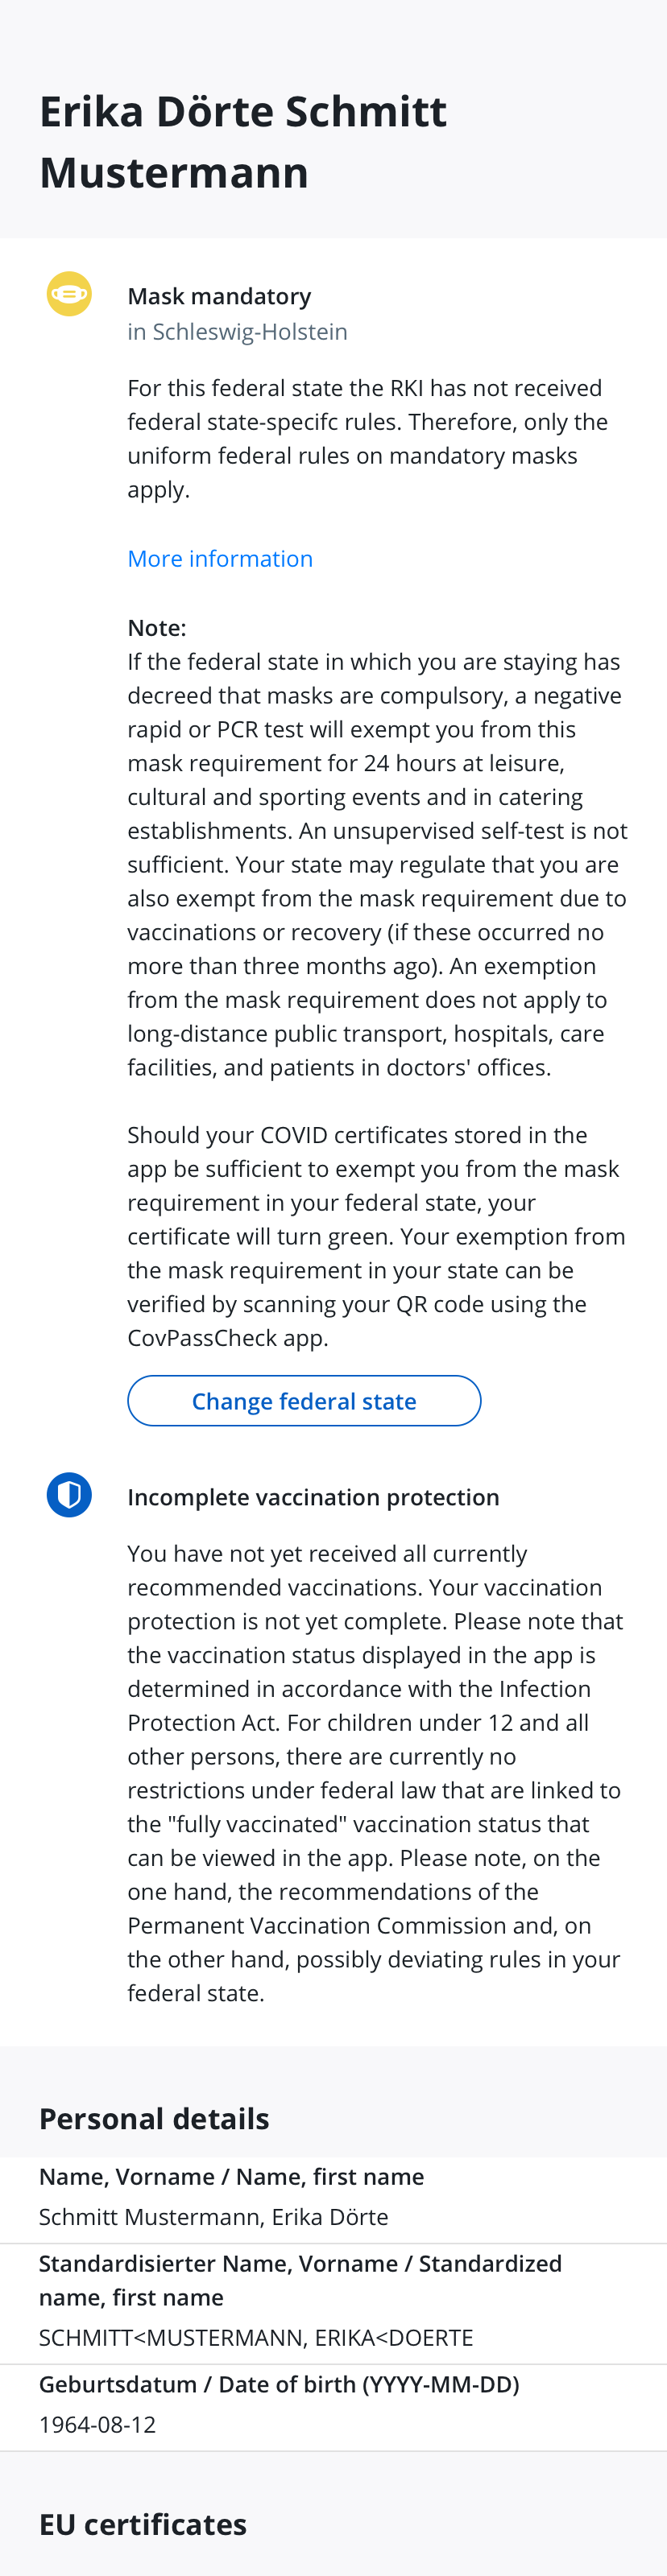 Erika Dörte Schmitt
Mustermann
Mask mandatory
in Schleswig-Holstein
For this federal state the RKI has not received
federal state-specifc rules. Therefore, only the
uniform federal rules on mandatory masks
apply.
More information
Note:
If the federal state in which you are staying has
decreed that masks are compulsory, a negative
rapid or PCR test will exempt you from this
mask requirement for 24 hours at leisure,
cultural and sporting events and in catering
establishments. An unsupervised self-test is not
sufficient. Your state may regulate that you are
also exempt from the mask requirement due to
vaccinations or recovery (if these occurred no
more than three months ago). An exemption
from the mask requirement does not apply to
long-distance public transport, hospitals, care
facilities, and patients in doctors' offices.
Should your COVID certificates stored in the
app be sufficient to exempt you from the mask
requirement in your federal state, your
certificate will turn green. Your exemption from
the mask requirement in your state can be
verified by scanning your QR code using the
CovPassCheck app.
Change federal state
Incomplete vaccination protection
You have not yet received all currently
recommended vaccinations. Your vaccination
protection is not yet complete. Please note that
the vaccination status displayed in the app is
determined in accordance with the Infection
Protection Act. For children under 12 and all
other persons, there are currently no
restrictions under federal law that are linked to
the "fully vaccinated" vaccination status that
can be viewed in the app. Please note, on the
one hand, the recommendations of the
Permanent Vaccination Commission and, on
the other hand, possibly deviating rules in your
federal state.
Personal details
Name, Vorname / Name, first name
Schmitt Mustermann, Erika Dörte
Standardisierter Name, Vorname / Standardized
name, first name
SCHMITT<MUSTERMANN, ERIKA<DOERTE
Geburtsdatum / Date of birth (YYYY-MM-DD)
1964-08-12
EU certificates